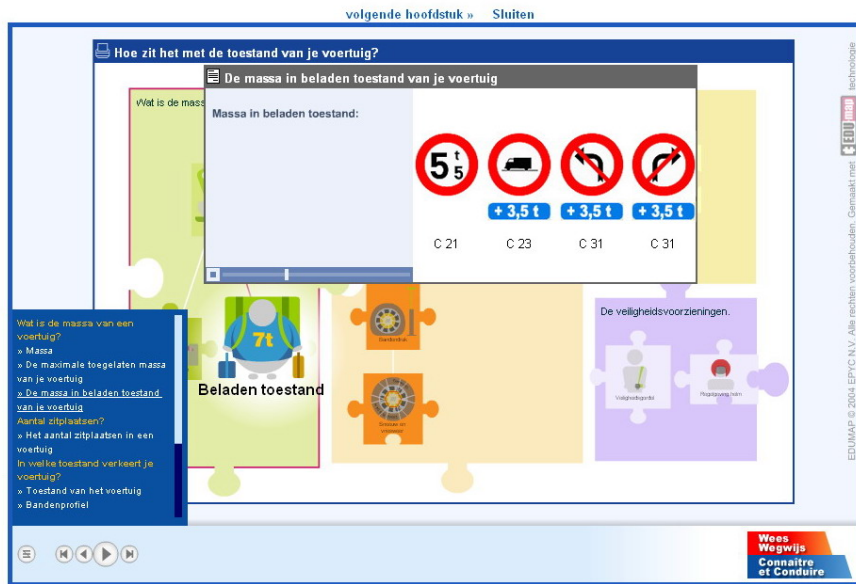 volgende hoofdstuk »    Sluiten
Hoe zit het met de toestand van je voertuig?
De massa in beladen toestand van je voertuig
Wat is de mass
Massa in beladen toestand:
5 t 5
+ 3,5 t
+ 3,5 t
+ 3,5 t
C 21
C 23
C 31
C 31
7t
Beladen toestand
De veiligheidsvoorzieningen.
Veiligheidsgordel
Wat is de massa van een
voertuig?
» Massa
» De maximale toegelaten massa
van je voertuig
» De massa in beladen toestand
van je voertuig
Aantal zitplaatsen?
» Het aantal zitplaatsen in een
voertuig
In welke toestand verkeert je
voertuig?
» Toestand van het voertuig
» Bandenprofiel
EDUMAP © 2004 EPYC N.V. Alle rechten voorbehouden. Gemaakt met EDUmap technologie
Wees
Wegwijs
Connaitre
et Conduire